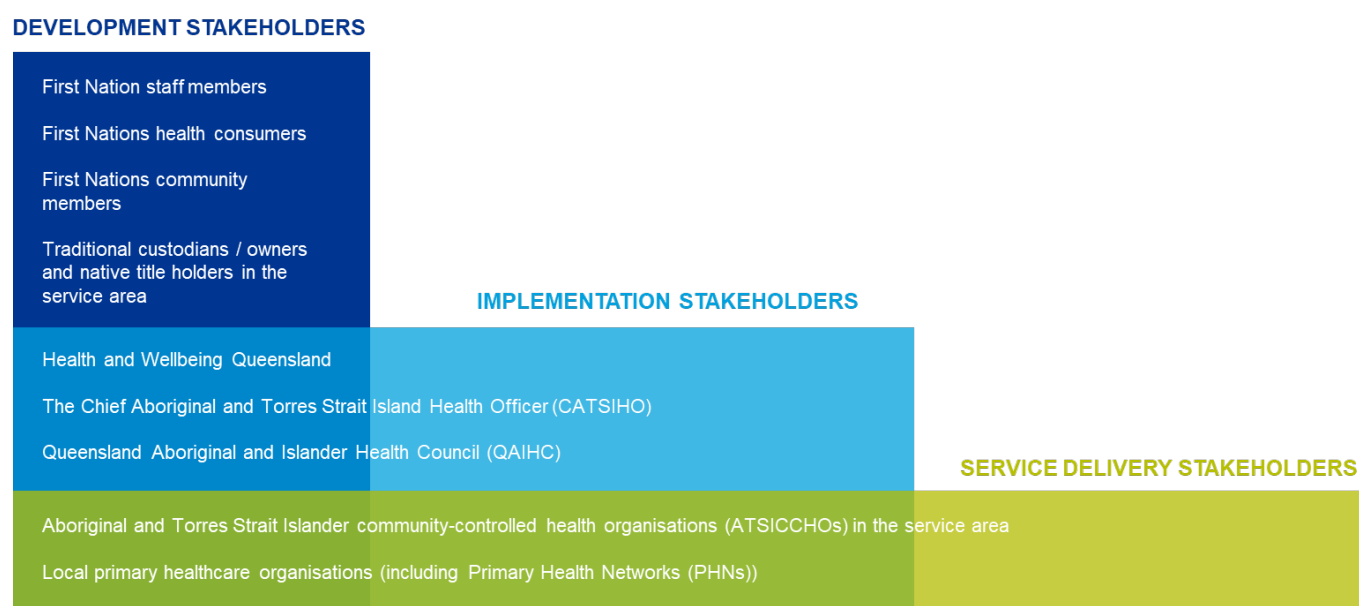 DEVELOPMENT STAKEHOLDERS
First Nation staff members
First Nations health consumers
First Nations community
members
Traditional custodians / owners
and native title holders in the
service area
IMPLEMENTATION STAKEHOLDERS
Health and Wellbeing Queensland
The Chief Aboriginal and Torres Strait Island Health Officer (CATSIHO)
Queensland Aboriginal and Islander Health Council (QAIHC)
SERVICE DELIVERY STAKEHOLDERS
Aboriginal and Torres Strait Islander community-controlled health organisations (ATSICCHOs) in the service area
Local primary healthcare organisations (including Primary Health Networks (PHNs))